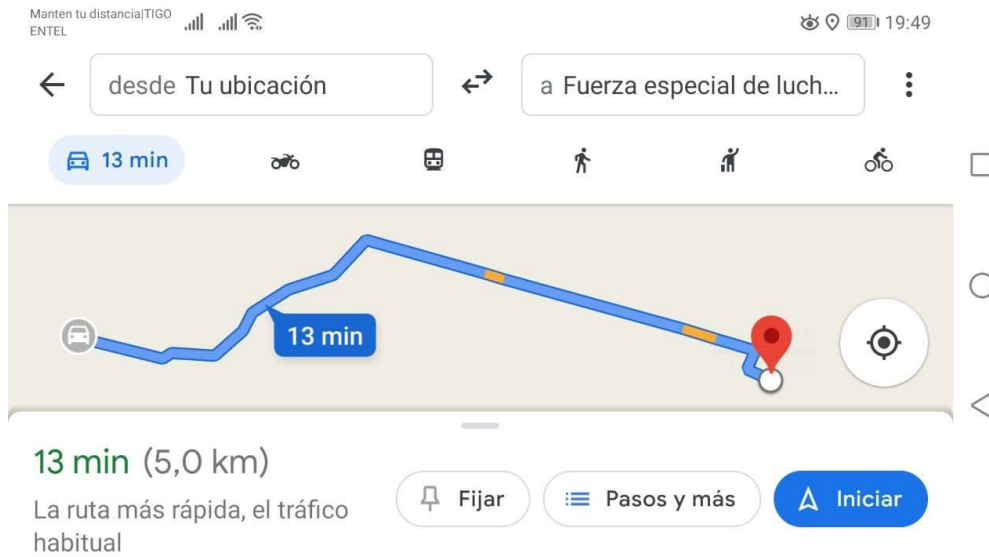 Manten tu distancia|TIGO
ENTEL
91 19:49
desde Tu ubicación
a Fuerza especial de luch...
13 min
13 min
13 min (5,0 km)
La ruta más rápida, el tráfico
habitual
Fijar
Pasos y más
Iniciar